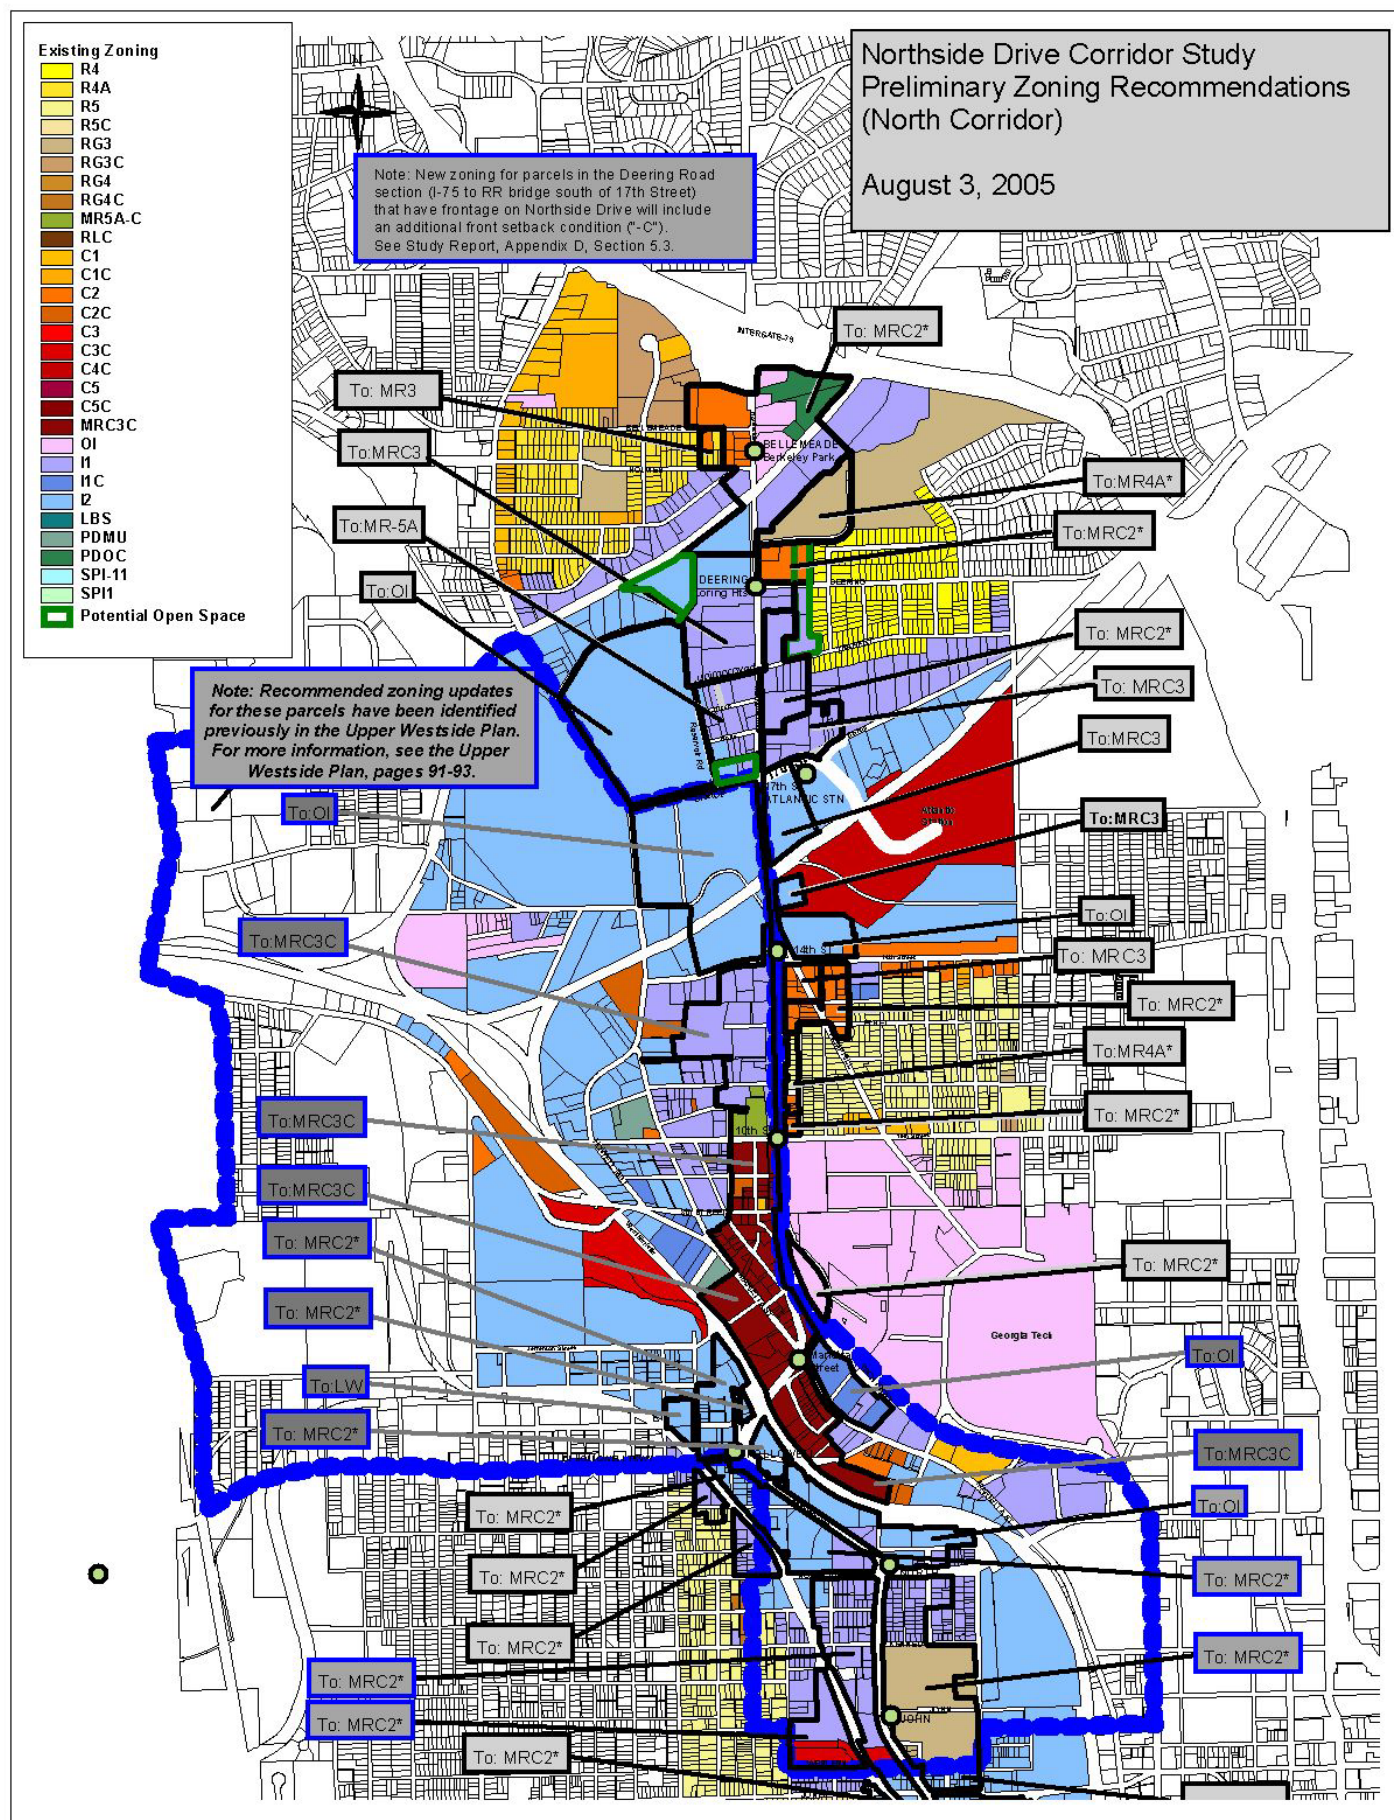 Northside Drive Corridor Study
Preliminary Zoning Recommendations
(North Corridor)
August 3, 2005
Existing Zoning
R4
R4A
R5
R5C
RG3
RG3C
RG4
RG4C
MR5A-C
RLC
C1
C1C
C2
C2C
C3
C3C
C4C
C5
C5C
MRC3C
OI
I1
I1C
I2
LBS
PDMU
PDOC
SPI-11
SPI1
Potential Open Space
N
Note: New zoning for parcels in the Deering Road
section (I-75 to RR bridge south of 17th Street)
that have frontage on Northside Drive will include
an additional front setback condition ("-C").
See Study Report, Appendix D, Section 5.3.
To: MRC2*
To: MR3
To:MRC3
To:MR-5A
To:OI
BELLEMEADE
BELLEMEADE
Berkeley Park
To:MR4A*
To:MRC2*
DEERING
Loring Hts
DEERING
To: MRC2*
To: MRC3
To:MRC3
Note: Recommended zoning updates
for these parcels have been identified
previously in the Upper Westside Plan.
For more information, see the Upper
Westside Plan, pages 91-93.
Reservoir Rd
17th St
ATLANTIC STN
Atlantic
Station
To:OI
To:MRC3
To:OI
To:MRC3C
14th ST
To: MRC3
To: MRC2*
To:MR4A*
To:MRC3C
To: MRC2*
10th S
To:MRC3C
To: MRC2*
To: MRC2*
To: MRC2*
Georgia Tech
To:OI
To:LW
To: MRC2*
To:MRC3C
To:OI
To: MRC2*
To: MRC2*
To: MRC2*
To: MRC2*
To: MRC2*
To: MRC2*
To: MRC2*
JOHN
To: MRC2*